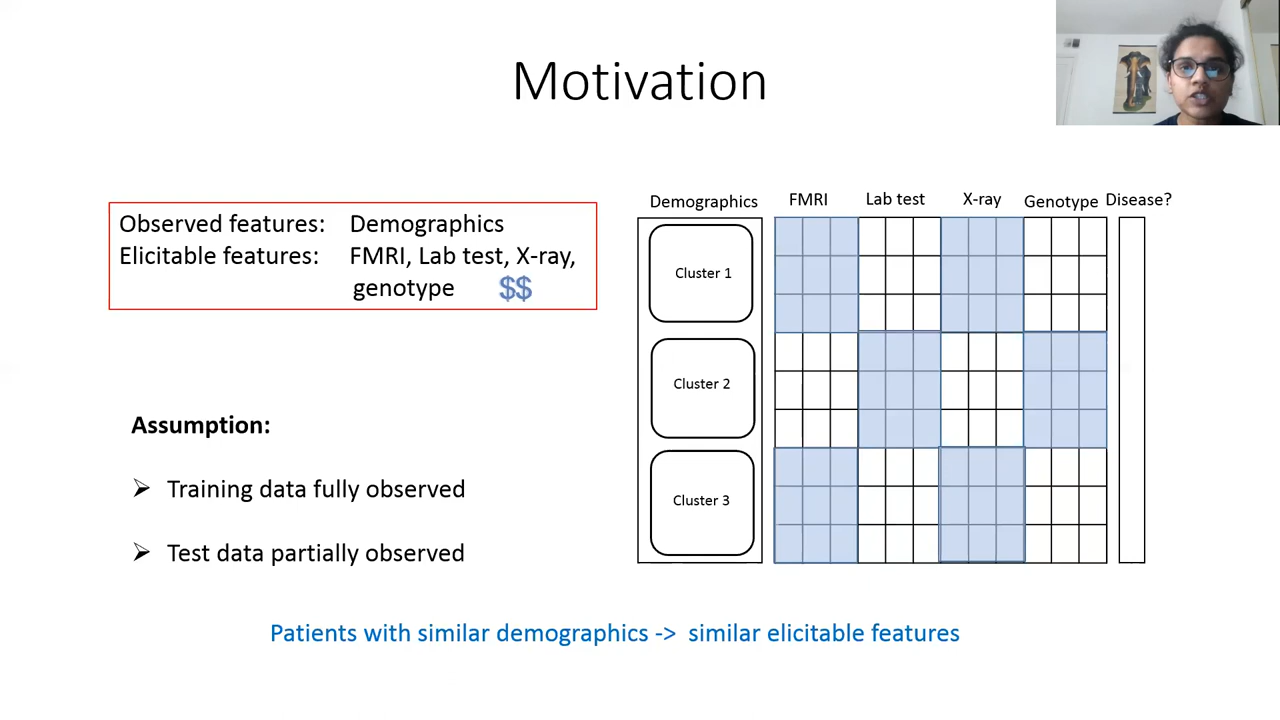 Motivation
Observed features: Demographics
Elicitable features: FMRI, Lab test, X-ray,
genotype $$
Assumption:
➢ Training data fully observed
➢ Test data partially observed
Demographics FMRI Lab test X-ray Genotype Disease?
Cluster 1
Cluster 2
Cluster 3
Patients with similar demographics -> similar elicitable features